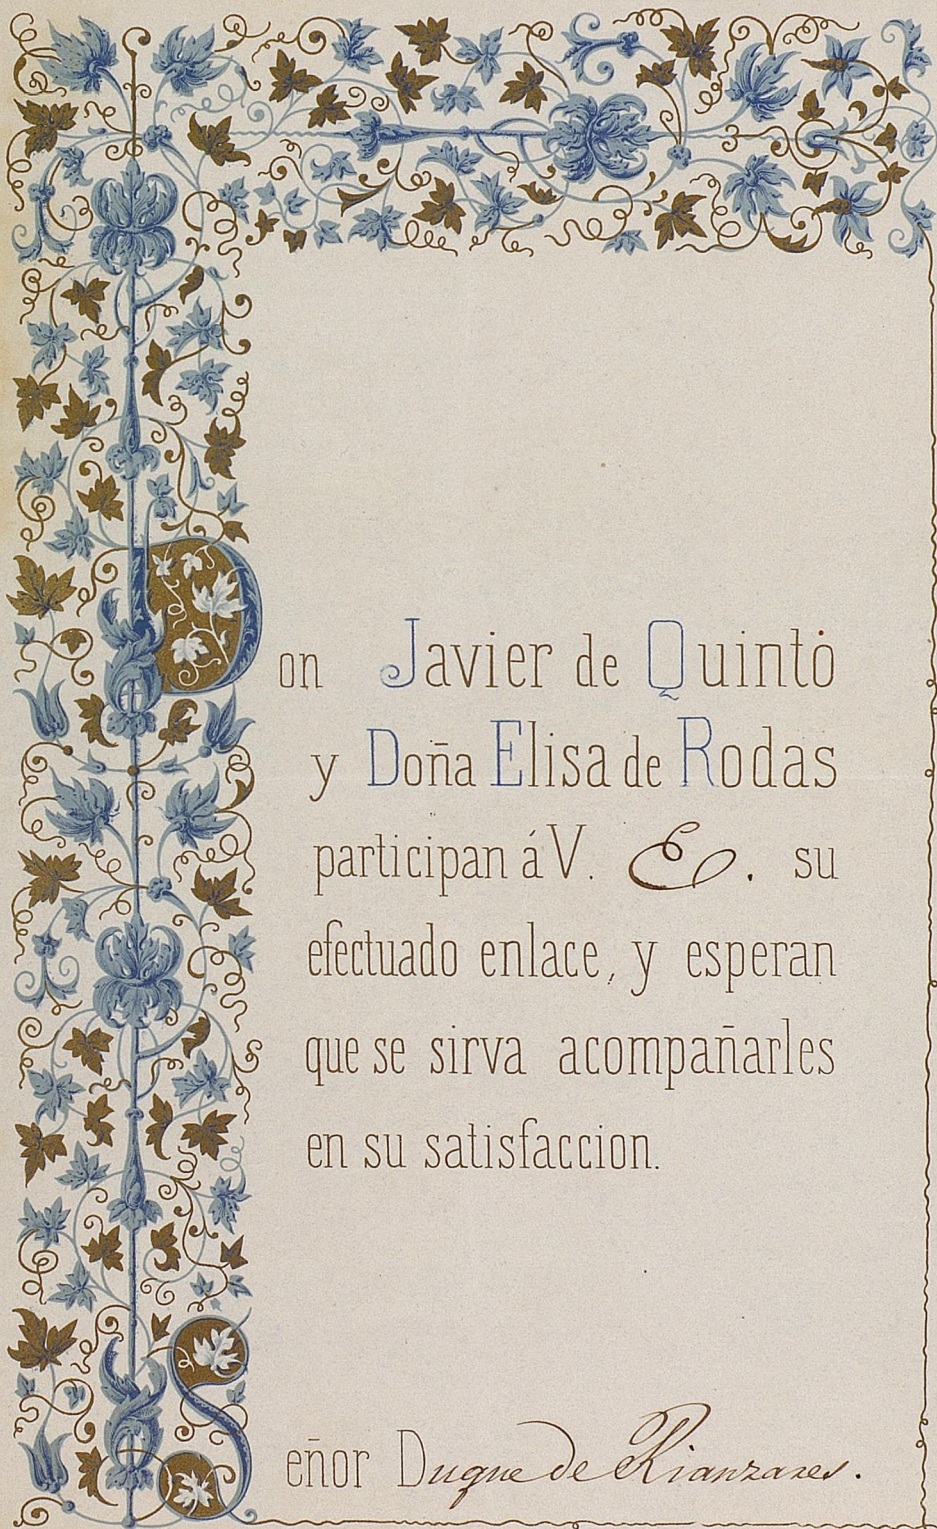 Don Javier de Quinto
y Doña Elisa de Rodas
participan á V. E. su
efectuado enlace, y esperan
que se sirva acompañarles
en su satisfaccion.
Señor Duque de Rianzares.